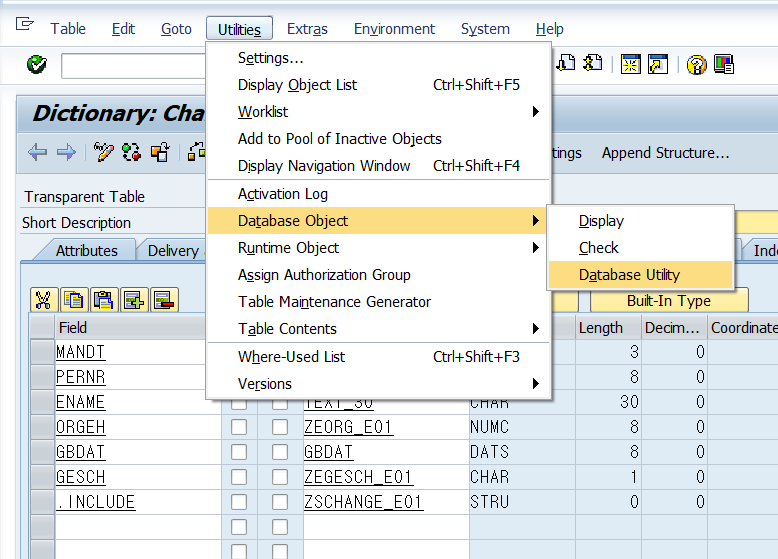 Table Edit Goto Utilities Extras Environment System Help
Settings...
Display Object List Ctrl+Shift+F5
Worklist
Dictionary: Cha
Add to Pool of Inactive Objects
Display Navigation Window Ctrl+Shift+F4
tings Append Structure...
Transparent Table
Activation Log
Short Description
Database Object
Display
Runtime Object
Check
Attributes Delivery
Inde
Assign Authorization Group
Database Utility
Table Maintenance Generator
Built-In Type
Table Contents
Where-Used List Ctrl+Shift+F3
Versions
Field Length Decim... Coordinate
MANDT 3 0
PERNR 8 0
ENAME TEXT_30 CHAR 30 0
ORGEH ZEORG_E01 NUMC 8 0
GBDAT GBDAT DATS 8 0
GESCH ZEGESCH_E01 CHAR 1 0
.INCLUDE ZSCHANGE_E01 STRU 0 0